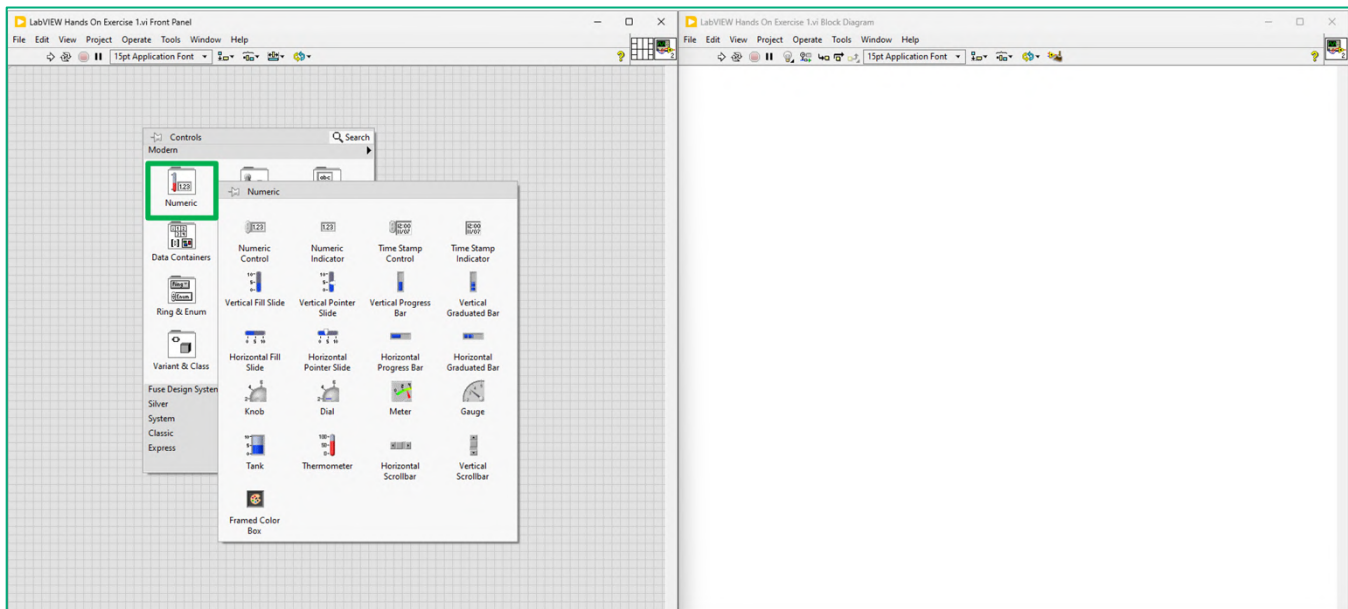 LabVIEW Hands On Exercise 1.vi Front Panel
File Edit View Project Operate Tools Window Help
15pt Application Font
LabVIEW Hands On Exercise 1.vi Block Diagram
File Edit View Project Operate Tools Window Help
15pt Application Font
Controls
Search
Modern
Numeric
Data Containers
Ring & Enum
Variant & Class
Fuse Design System
Silver
System
Classic
Express
Numeric
Numeric Control
Numeric Indicator
Time Stamp Control
Time Stamp Indicator
Vertical Fill Slide
Vertical Pointer Slide
Vertical Progress Bar
Vertical Graduated Bar
Horizontal Fill Slide
Horizontal Pointer Slide
Horizontal Progress Bar
Horizontal Graduated Bar
Knob
Dial
Meter
Gauge
Tank
Thermometer
Horizontal Scrollbar
Vertical Scrollbar
Framed Color Box